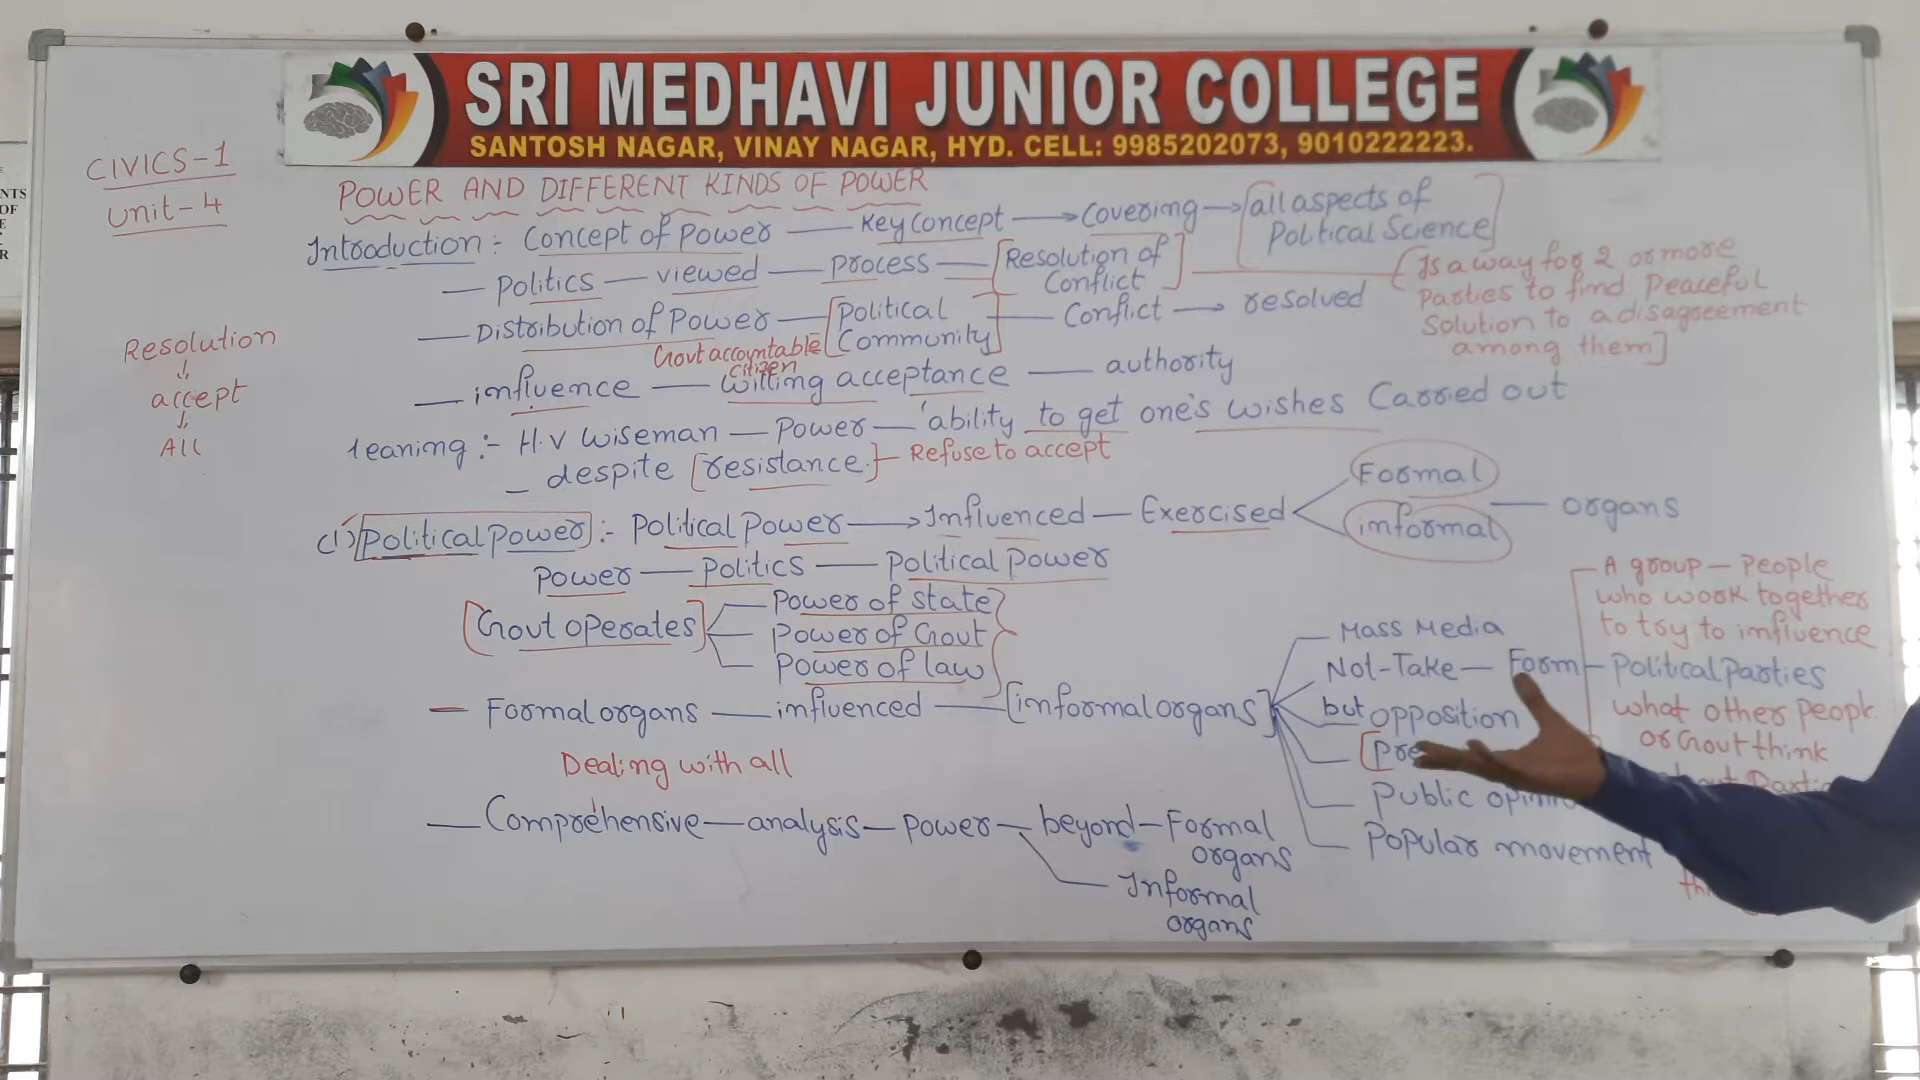 SRI MEDHAVI JUNIOR COLLEGE
SANTOSH NAGAR, VINAY NAGAR, HYD. CELL: 9985202073, 9010222223.
NTS
OF
E
R
CIVICS-1
Unit-4
POWER AND DIFFERENT KINDS OF POWER
Introduction:- Concept of Power — Key Concept → Covering → [all aspects of
Political Science]
— Politics — viewed — process — [Resolution of
Conflict]
[Is a way for 2 or more
Parties to find Peaceful
Solution to a disagreement
among them]
— Distribution of Power — [Political
Community] — Conflict → resolved
Govt accountable
citizen
— influence — willing acceptance — authority
Resolution
↓
accept
↓
All
leaning :- H.V Wiseman — Power — 'ability to get one's wishes Carried out
— despite [resistance.] — Refuse to accept
(1) Political Power :- Political Power → Influenced — Exercised
Formal
informal
— organs
Power — Politics — Political Power
[Govt operates]
Power of State
Power of Govt
Power of law
— Formal organs — influenced — [informal organs]
Mass Media
Not-Take — Form — Political Parties
but opposition
[Pre
Public
Popular movement
A group — People
who work together
to try to influence
what other
or Govt think
Dealing with all
— Comprehensive — analysis — power — beyond — Formal
organs
Informal
organs